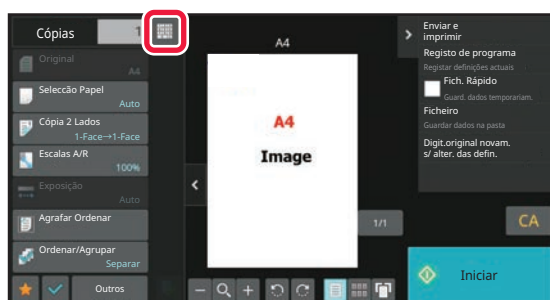 Cópias
1
Original
A4
Seleccão Papel
Auto
Cópia 2 Lados
1-Face→1-Face
Escalas A/R
100%
Exposição
Auto
Agrafar Ordenar
Ordenar/Agrupar
Separar
Outros
A4
A4
Image
1/1
Enviar e
imprimir
Registo de programa
Registar definições actuais
Fich. Rápido
Guard. dados temporariam.
Ficheiro
Guardar dados na pasta
Digit.original novam.
s/ alter. das defin.
CA
Iniciar